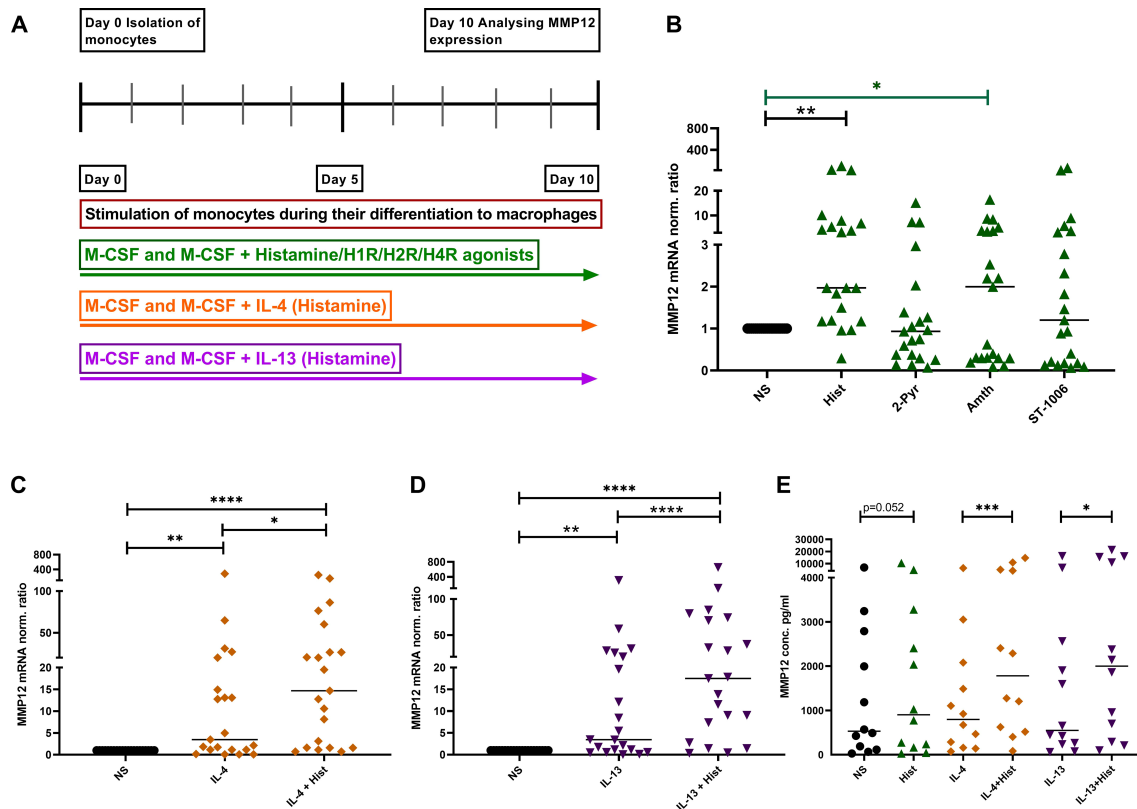 A
Day 0 Isolation of
monocytes
Day 10 Analysing MMP12
expression
Day 0
Day 5
Day 10
Stimulation of monocytes during their differentiation to macrophages
M-CSF and M-CSF + Histamine/H1R/H2R/H4R agonists
M-CSF and M-CSF + IL-4 (Histamine)
M-CSF and M-CSF + IL-13 (Histamine)
B
*
**
MMP12 mRNA norm. ratio
800
400
20
10
3
2
1
0
NS
Hist
2-Pyr
Amth
ST-1006
C
****
*
**
MMP12 mRNA norm. ratio
800
400
100
50
20
15
10
5
0
NS
IL-4
IL-4 + Hist
D
****
****
**
MMP12 mRNA norm. ratio
800
400
100
50
20
15
10
5
0
NS
IL-13
IL-13 + Hist
E
p=0.052
***
*
MMP12 conc. pg/ml
30000
20000
10000
4000
3000
2000
1000
0
NS
Hist
IL-4
IL-4+Hist
IL-13
IL-13+Hist